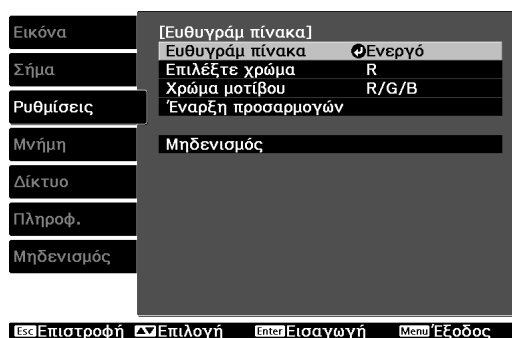 Εικόνα
Σήμα
Ρυθμίσεις
Μνήμη
Δίκτυο
Πληροφ.
Μηδενισμός
[Ευθυγράμ πίνακα]
Ευθυγράμ πίνακα Ενεργό
Επιλέξτε χρώμα R
Χρώμα μοτίβου R/G/B
Έναρξη προσαρμογών
Μηδενισμός
Esc Επιστροφή Επιλογή Enter Εισαγωγή Menu Έξοδος